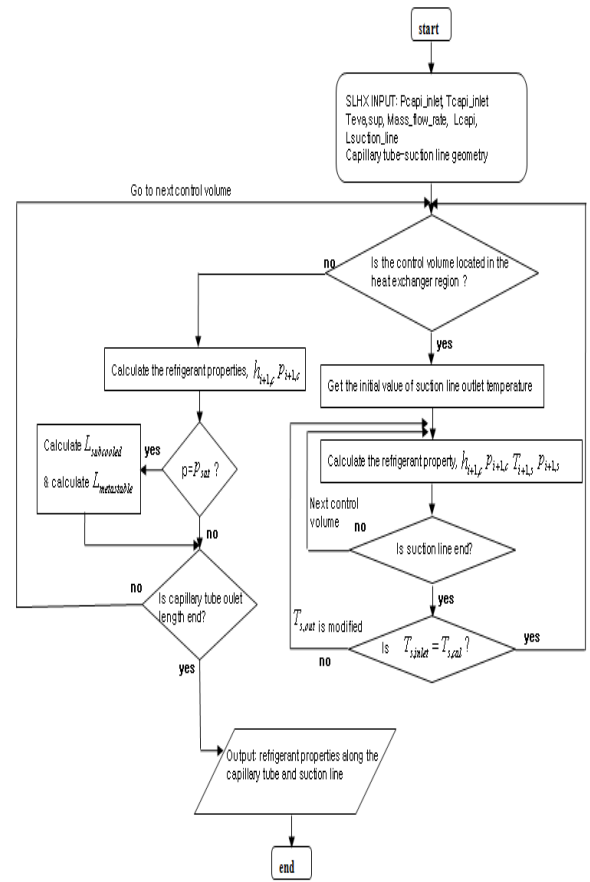 start
SLHX INPUT: Pcapi_inlet, Tcapi_inlet
Teva,sup, Mass_flow_rate, Lcapi,
Lsuction_line
Capillary tube-suction line geometry
Go to next control volume
Is the control volume located in the
heat exchanger region ?
no
yes
Calculate the refrigerant properties, h_{i+1,c} p_{i+1,c}
Get the initial value of suction line outlet temperature
Calculate L_{subcooled}
& calculate L_{metastable}
yes
p=p_{sat} ?
no
Calculate the refrigerant property, h_{i+1,c} p_{i+1,c} T_{i+1,s} p_{i+1,s}
Next control
volume
no
Is suction line end?
yes
no
Is capillary tube oulet
length end?
yes
T_{s,out} is modified
no
Is T_{s,inlet} = T_{s,cal} ?
yes
Output: refrigerant properties along the
capillary tube and suction line
end